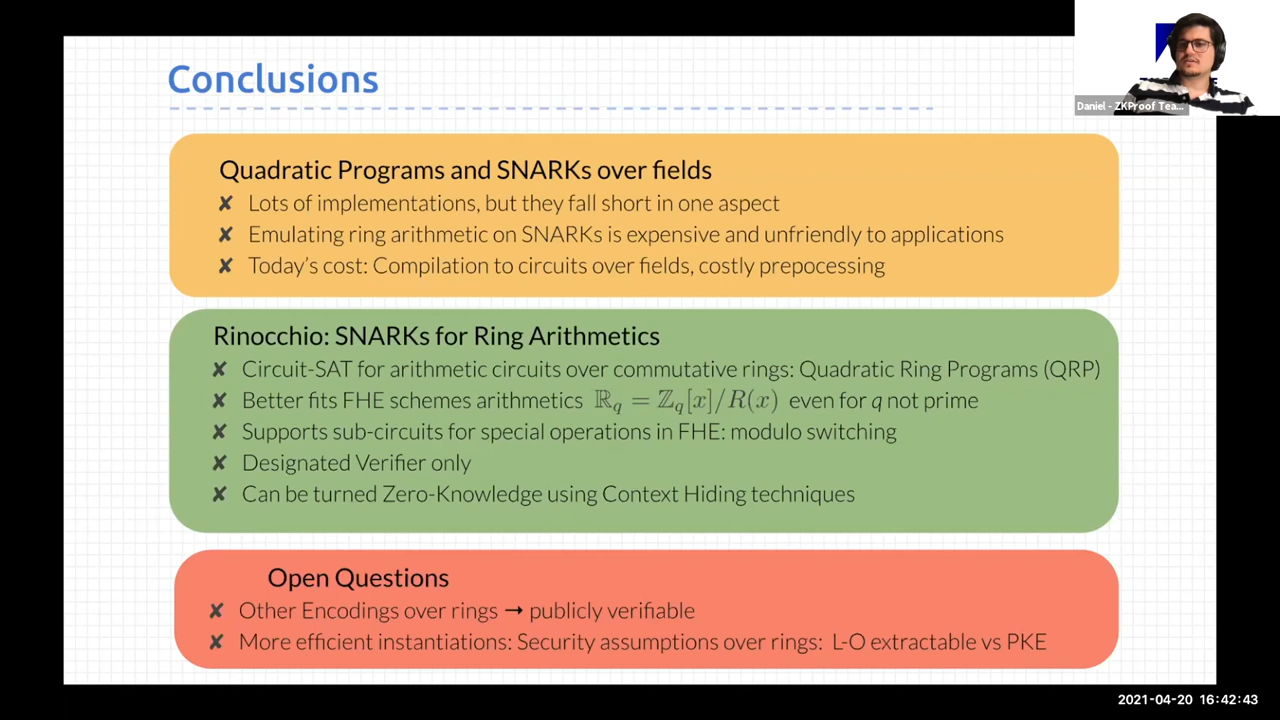 Conclusions
Daniel - ZKProof Tea...
Quadratic Programs and SNARKs over fields
✘ Lots of implementations, but they fall short in one aspect
✘ Emulating ring arithmetic on SNARKs is expensive and unfriendly to applications
✘ Today's cost: Compilation to circuits over fields, costly prepocessing
Rinocchio: SNARKs for Ring Arithmetics
✘ Circuit-SAT for arithmetic circuits over commutative rings: Quadratic Ring Programs (QRP)
✘ Better fits FHE schemes arithmetics ℝ_q = ℤ_q[x]/R(x) even for q not prime
✘ Supports sub-circuits for special operations in FHE: modulo switching
✘ Designated Verifier only
✘ Can be turned Zero-Knowledge using Context Hiding techniques
Open Questions
✘ Other Encodings over rings → publicly verifiable
✘ More efficient instantiations: Security assumptions over rings: L-O extractable vs PKE
2021-04-20 16:42:43